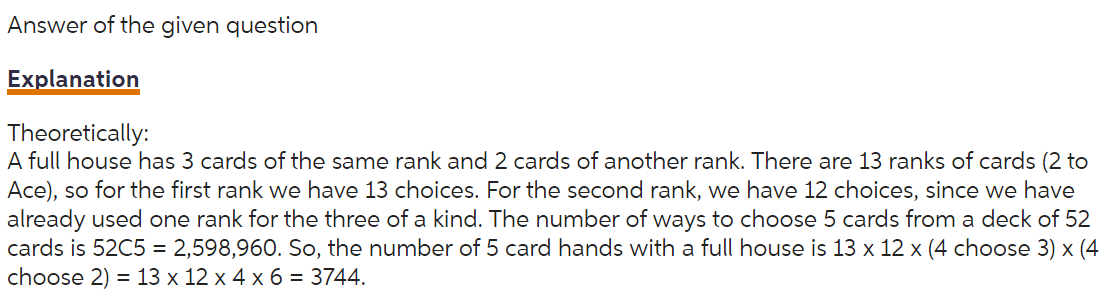 Answer of the given question
Explanation
Theoretically:
A full house has 3 cards of the same rank and 2 cards of another rank. There are 13 ranks of cards (2 to
Ace), so for the first rank we have 13 choices. For the second rank, we have 12 choices, since we have
already used one rank for the three of a kind. The number of ways to choose 5 cards from a deck of 52
cards is 52C5 = 2,598,960. So, the number of 5 card hands with a full house is 13 x 12 x (4 choose 3) x (4
choose 2) = 13 x 12 x 4 x 6 = 3744.